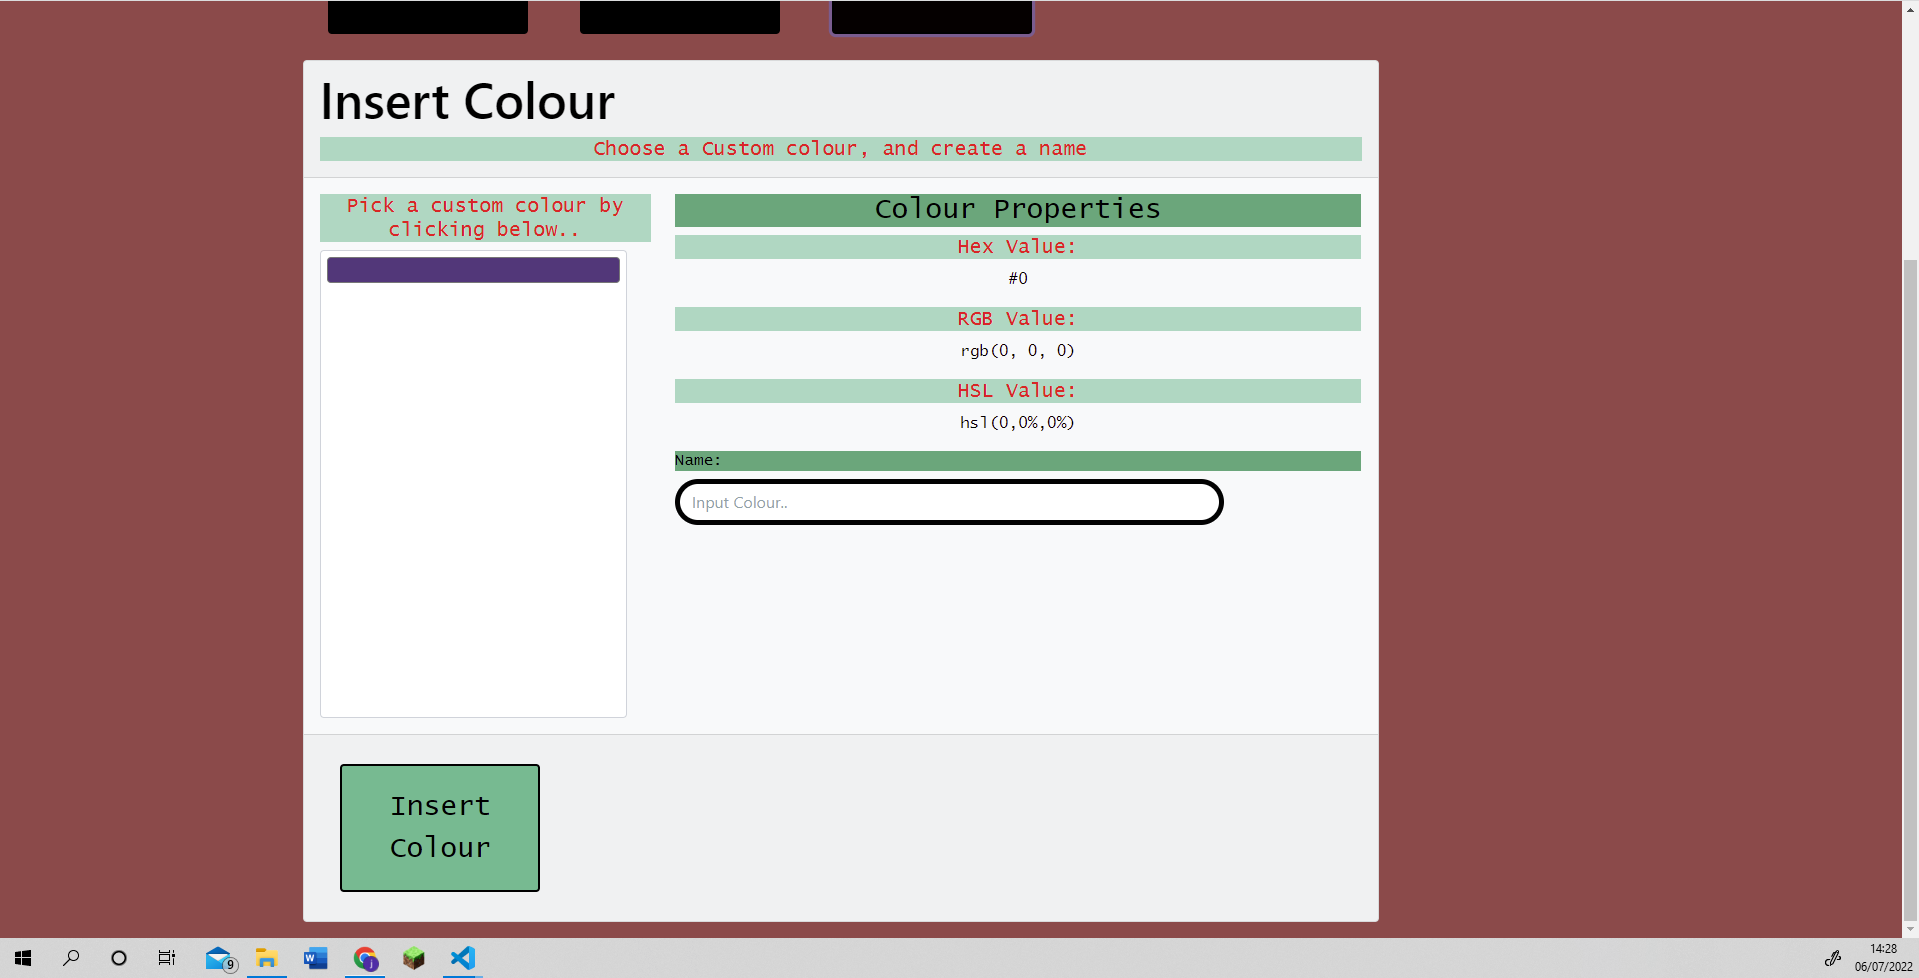 Insert Colour
Choose a Custom colour, and create a name
Pick a custom colour by
clicking below..
Colour Properties
Hex Value:
#0
RGB Value:
rgb(0, 0, 0)
HSL Value:
hsl(0,0%,0%)
Name:
Input Colour..
Insert
Colour
9
W
j
14:28
06/07/2022